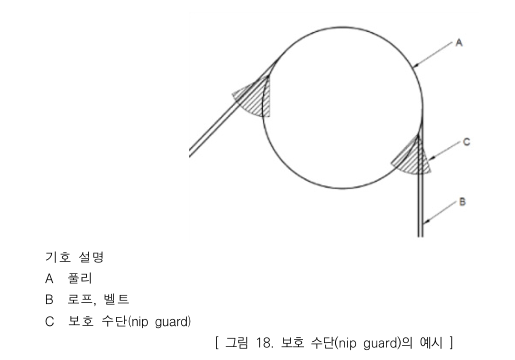 A
C
B
기호 설명
A 풀리
B 로프, 벨트
C 보호 수단(nip guard)
[ 그림 18. 보호 수단(nip guard)의 예시 ]